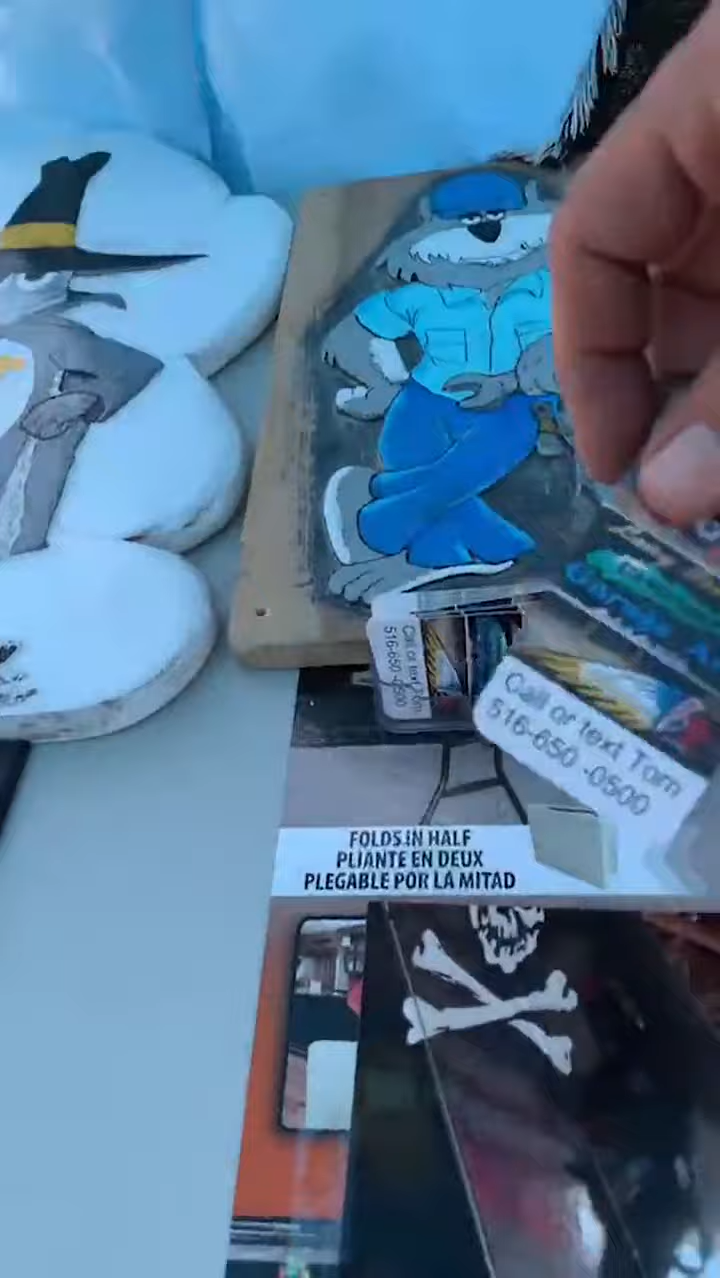 Call or text Tom
516-650 -0500
Call or text Tom
516-650 -0500
FOLDS IN HALF
PLIANTE EN DEUX
PLEGABLE POR LA MITAD